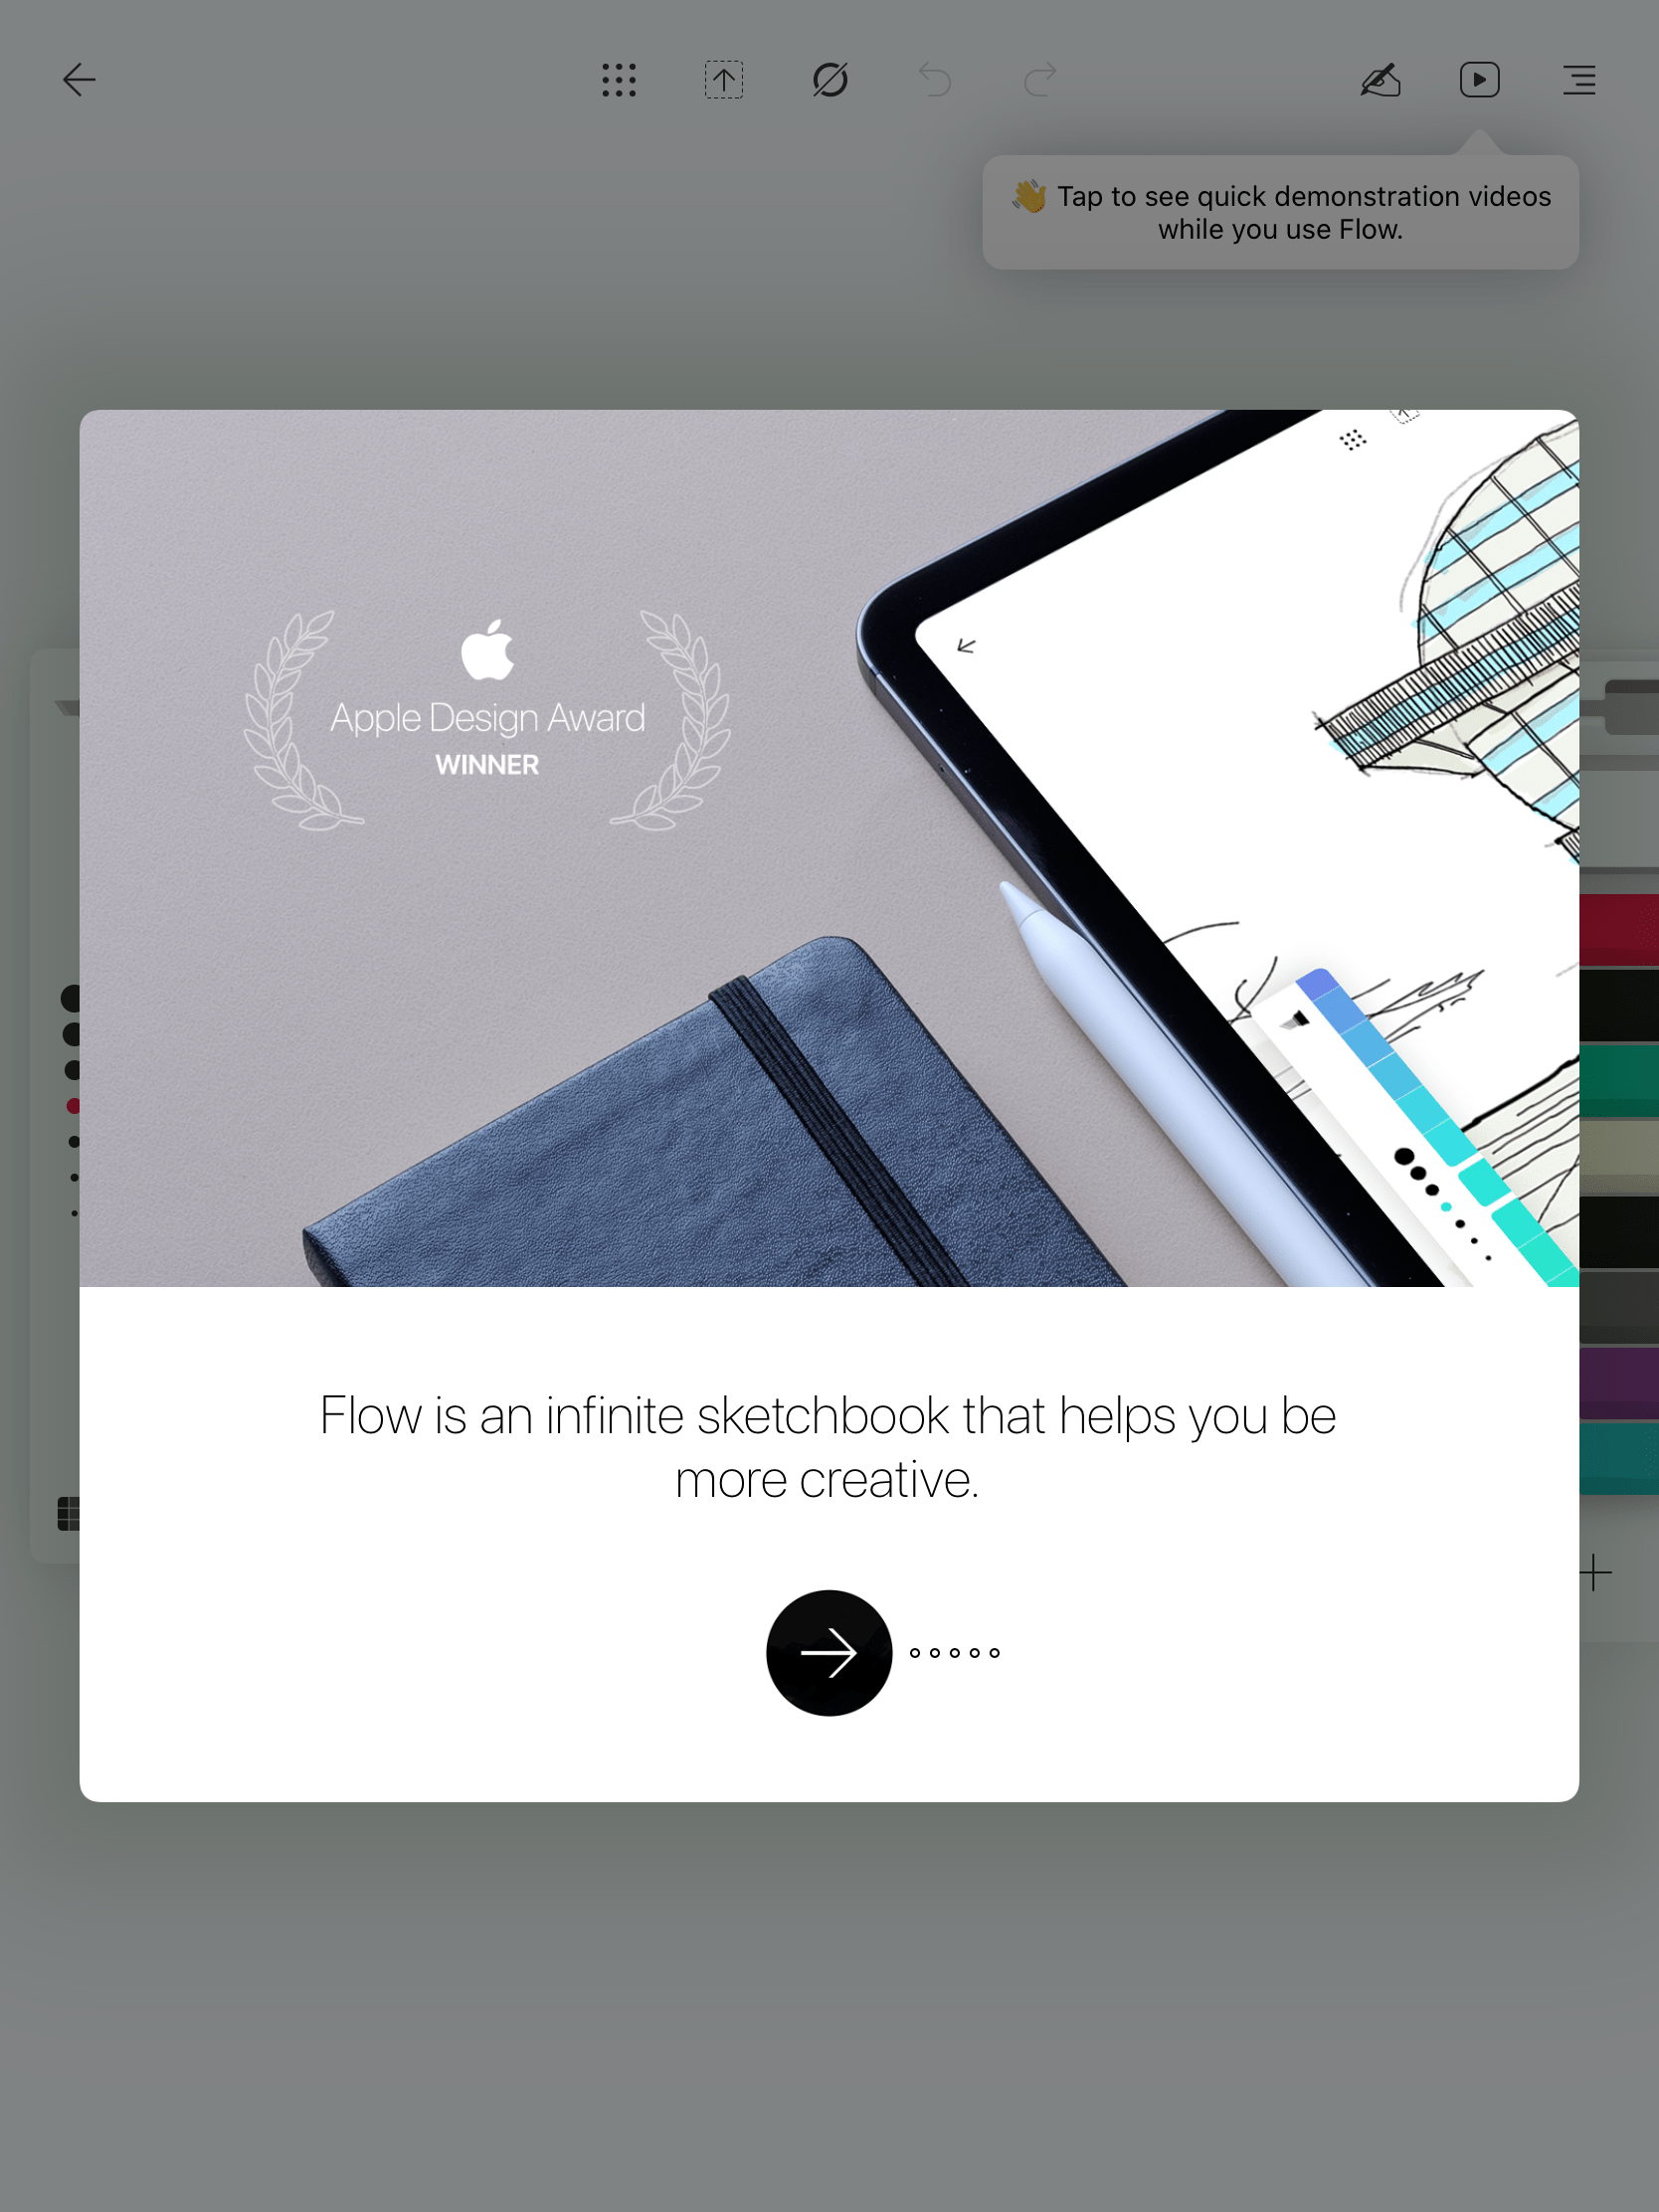 👋 Tap to see quick demonstration videos
while you use Flow.
Apple Design Award
WINNER
Flow is an infinite sketchbook that helps you be
more creative.